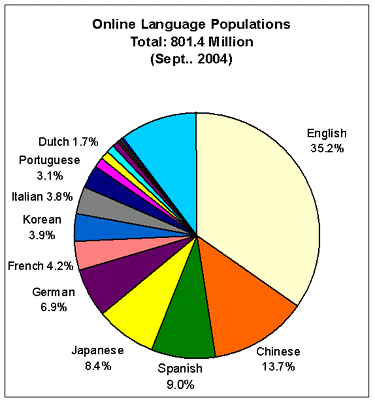 Online Language Populations
Total: 801.4 Million
(Sept.. 2004)
English
35.2%
Chinese
13.7%
Spanish
9.0%
Japanese
8.4%
German
6.9%
French 4.2%
Korean
3.9%
Italian 3.8%
Portuguese
3.1%
Dutch 1.7%